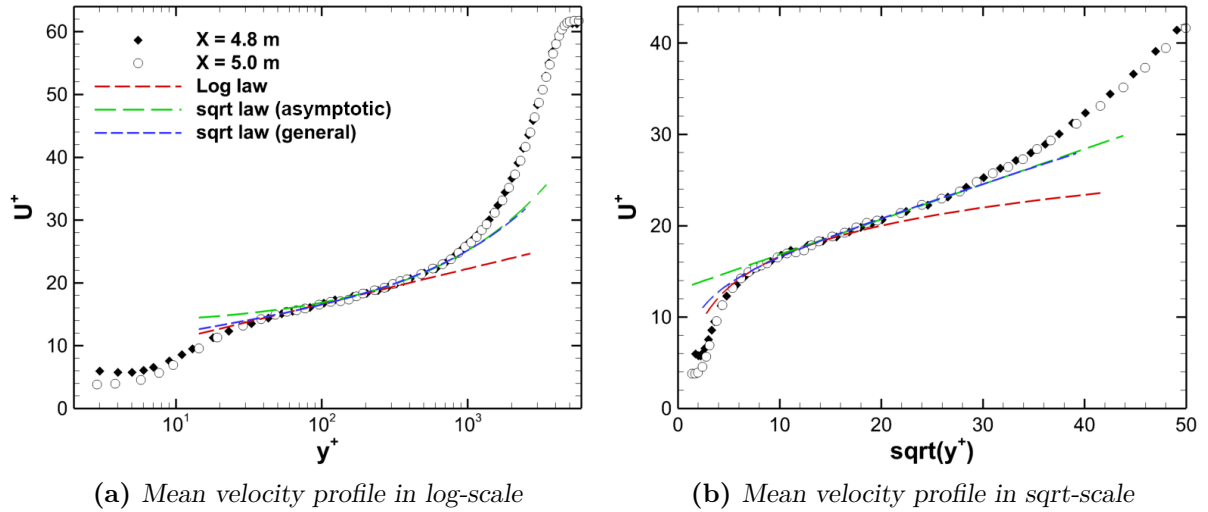 60
50
40
30
20
10
0
U⁺
10¹
10²
10³
y⁺
X = 4.8 m
X = 5.0 m
Log law
sqrt law (asymptotic)
sqrt law (general)
(a) Mean velocity profile in log-scale
40
30
20
10
0
U⁺
0
10
20
30
40
50
sqrt(y⁺)
(b) Mean velocity profile in sqrt-scale